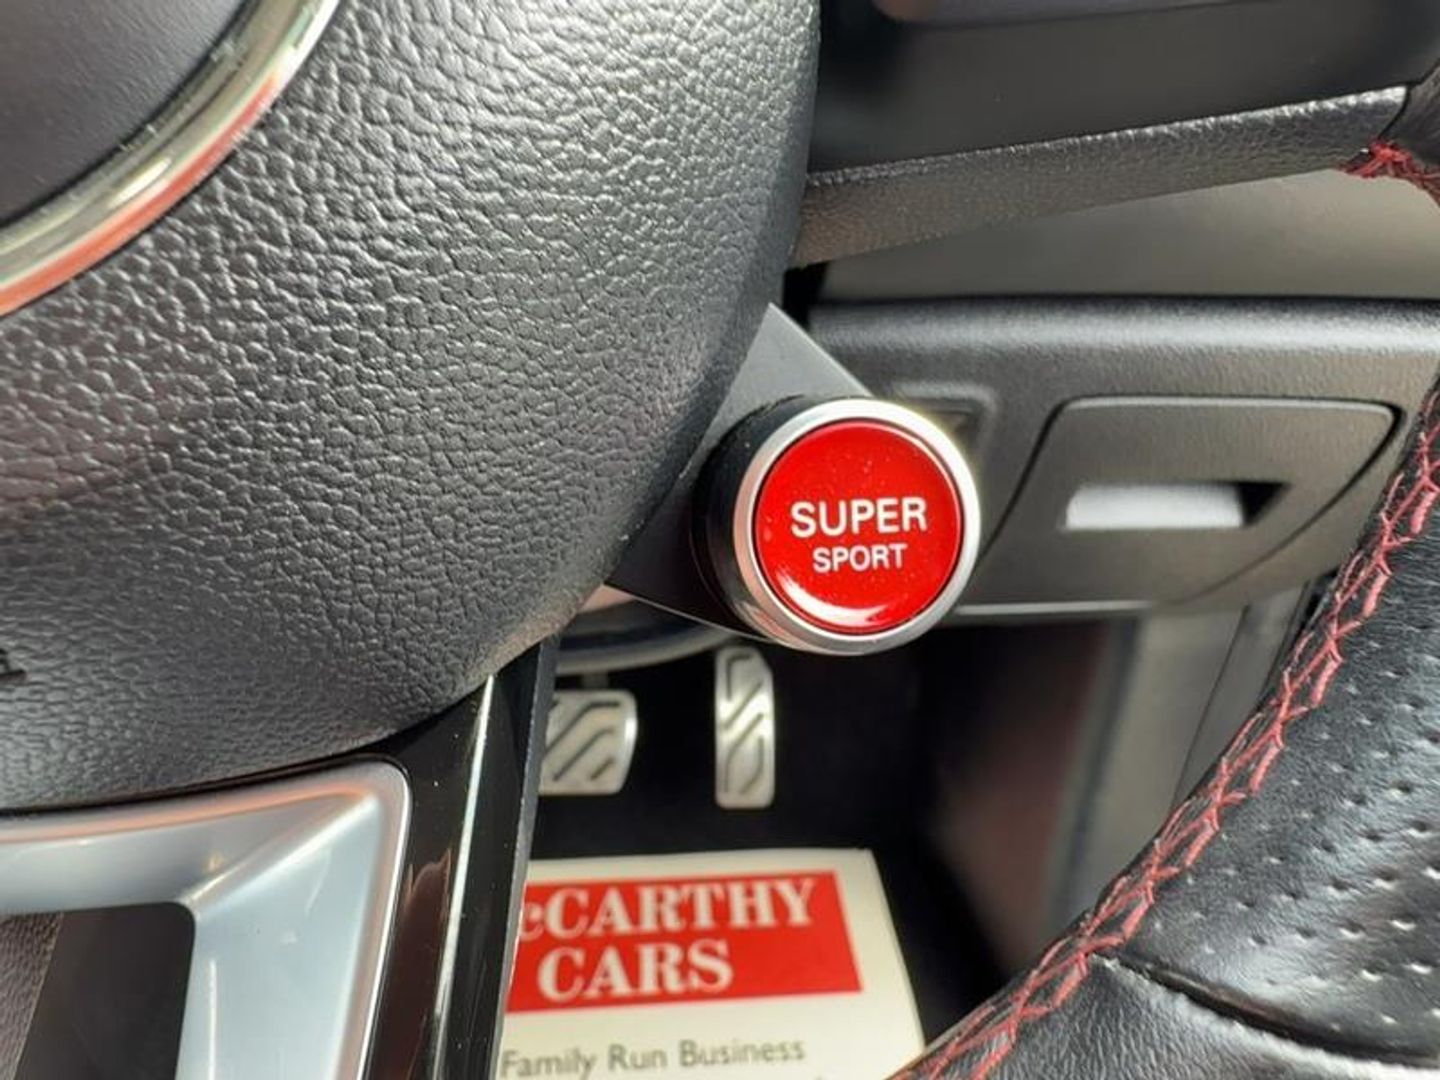 SUPER
SPORT
cCARTHY
CARS
Family Run Business